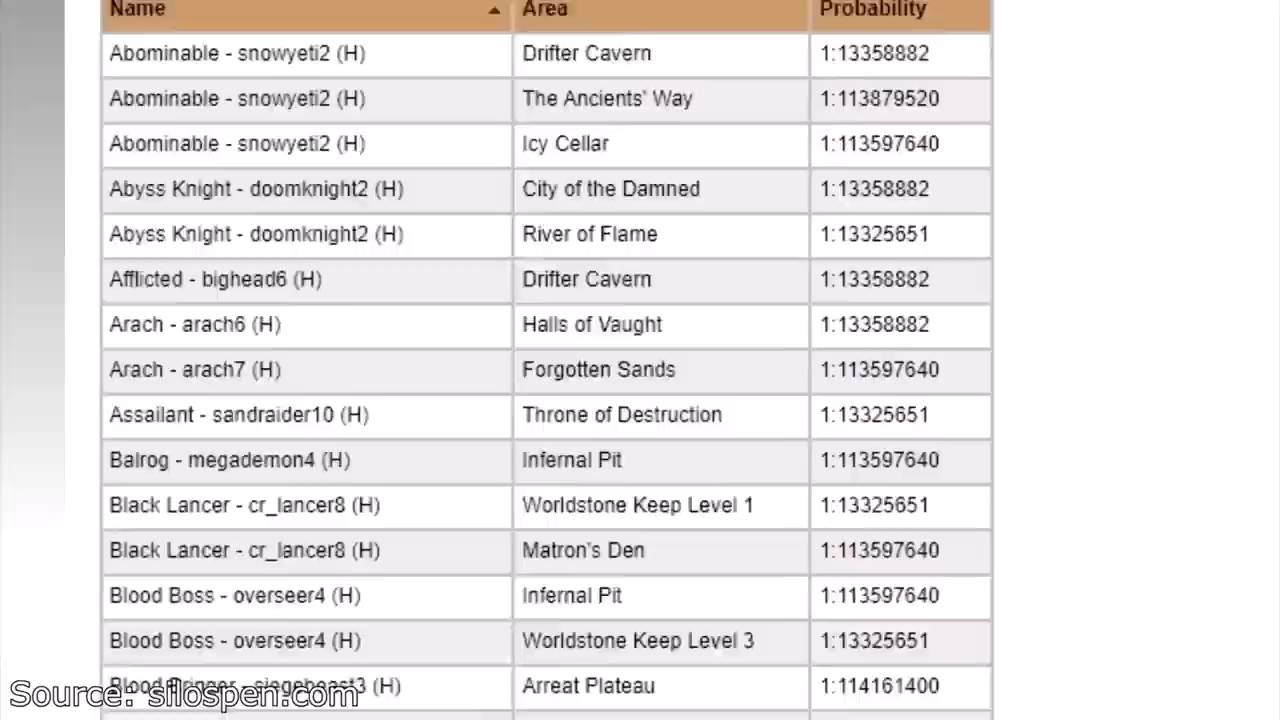 Name Area Probability
Abominable - snowyeti2 (H) Drifter Cavern 1:13358882
Abominable - snowyeti2 (H) The Ancients' Way 1:113879520
Abominable - snowyeti2 (H) Icy Cellar 1:113597640
Abyss Knight - doomknight2 (H) City of the Damned 1:13358882
Abyss Knight - doomknight2 (H) River of Flame 1:13325651
Afflicted - bighead6 (H) Drifter Cavern 1:13358882
Arach - arach6 (H) Halls of Vaught 1:13358882
Arach - arach7 (H) Forgotten Sands 1:113597640
Assailant - sandraider10 (H) Throne of Destruction 1:13325651
Balrog - megademon4 (H) Infernal Pit 1:113597640
Black Lancer - cr_lancer8 (H) Worldstone Keep Level 1 1:13325651
Black Lancer - cr_lancer8 (H) Matron's Den 1:113597640
Blood Boss - overseer4 (H) Infernal Pit 1:113597640
Blood Boss - overseer4 (H) Worldstone Keep Level 3 1:13325651
Blood Bringer - siegebeast3 (H) Arreat Plateau 1:114161400
Source: silospen.com